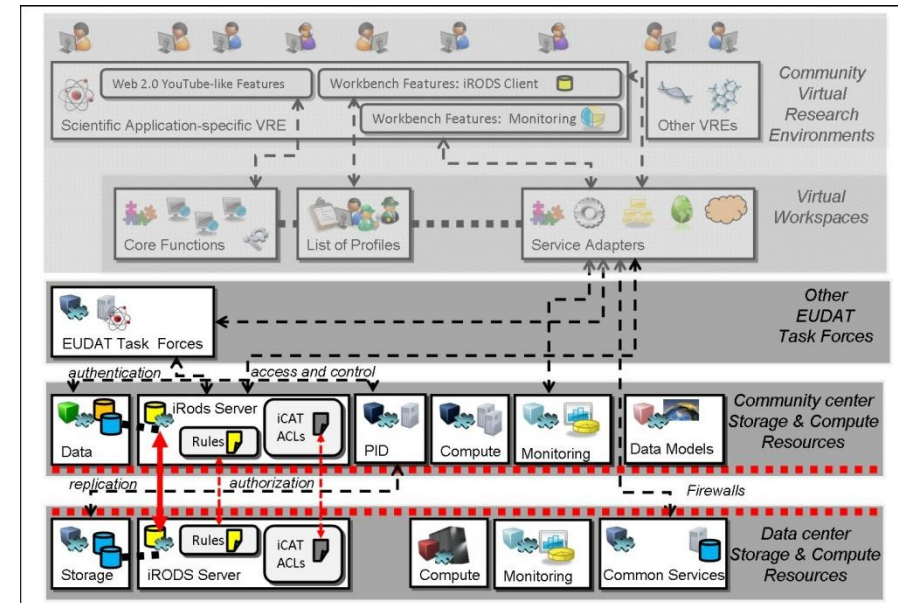 Web 2.0 YouTube-like Features
Workbench Features: iRODS Client
Scientific Application-specific VRE
Workbench Features: Monitoring
Other VREs
Community
Virtual
Research
Environments
Core Functions
List of Profiles
Service Adapters
Virtual
Workspaces
EUDAT Task Forces
Other
EUDAT
Task Forces
authentication
access and control
Data
iRods Server
Rules
iCAT
ACLs
PID
Compute
Monitoring
Data Models
Community center
Storage & Compute
Resources
replication
authorization
Firewalls
Storage
iRODS Server
Rules
iCAT
ACLs
Compute
Monitoring
Common Services
Data center
Storage & Compute
Resources